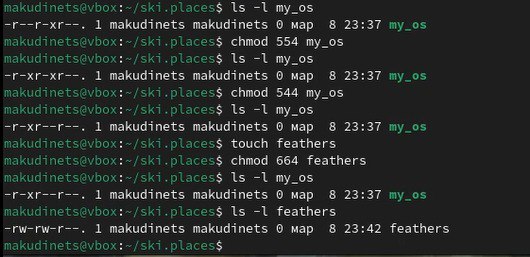 makudinets@vbox:~/ski.places$ ls -l my_os
-r--r-xr--. 1 makudinets makudinets 0 мар  8 23:37 my_os
makudinets@vbox:~/ski.places$ chmod 554 my_os
makudinets@vbox:~/ski.places$ ls -l my_os
-r-xr-xr--. 1 makudinets makudinets 0 мар  8 23:37 my_os
makudinets@vbox:~/ski.places$ chmod 544 my_os
makudinets@vbox:~/ski.places$ ls -l my_os
-r-xr--r--. 1 makudinets makudinets 0 мар  8 23:37 my_os
makudinets@vbox:~/ski.places$ touch feathers
makudinets@vbox:~/ski.places$ chmod 664 feathers
makudinets@vbox:~/ski.places$ ls -l my_os
-r-xr--r--. 1 makudinets makudinets 0 мар  8 23:37 my_os
makudinets@vbox:~/ski.places$ ls -l feathers
-rw-rw-r--. 1 makudinets makudinets 0 мар  8 23:42 feathers
makudinets@vbox:~/ski.places$